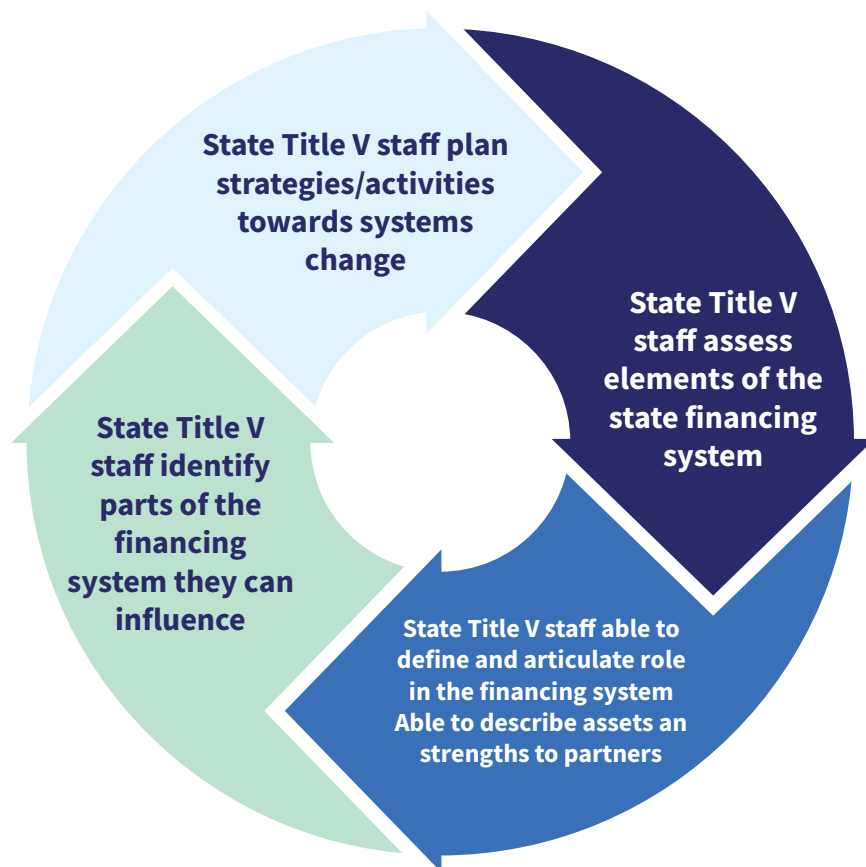 State Title V staff plan
strategies/activities
towards systems
change
State Title V
staff assess
elements of the
state financing
system
State Title V staff able to
define and articulate role
in the financing system
Able to describe assets an
strengths to partners
State Title V
staff identify
parts of the
financing
system they can
influence